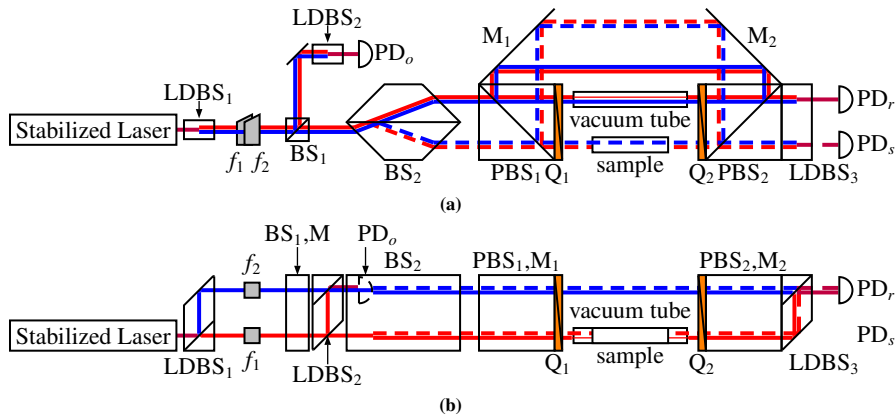 LDBS2
M1
M2
PDo
LDBS1
PDr
Stabilized Laser
vacuum tube
PDs
f1 f2
BS1
sample
BS2
PBS1 Q1
Q2 PBS2 LDBS3
(a)
BS1,M PDo
f2
BS2
PBS1,M1
PBS2,M2
PDr
vacuum tube
Stabilized Laser
PDs
LDBS1
f1
sample
LDBS2
Q1
Q2
LDBS3
(b)